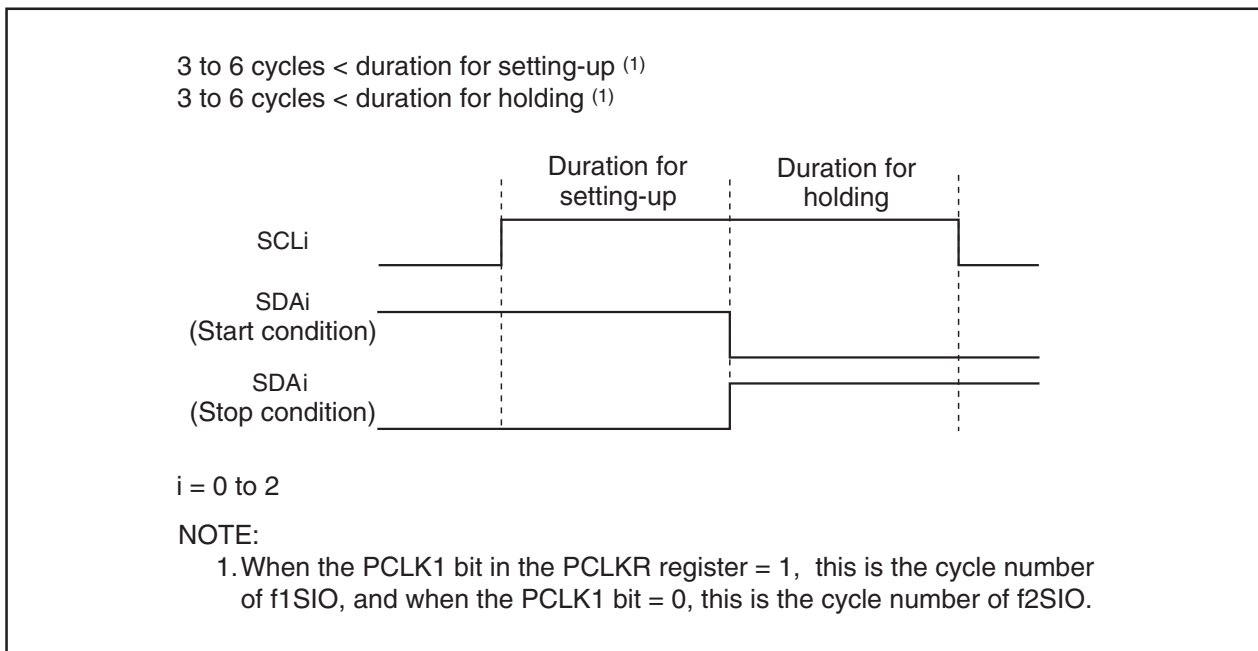 3 to 6 cycles < duration for setting-up (1)
3 to 6 cycles < duration for holding (1)
Duration for
setting-up
Duration for
holding
SCLi
SDAi
(Start condition)
SDAi
(Stop condition)
i = 0 to 2
NOTE:
1. When the PCLK1 bit in the PCLKR register = 1, this is the cycle number
of f1SIO, and when the PCLK1 bit = 0, this is the cycle number of f2SIO.